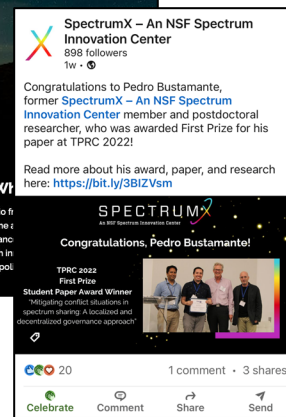 SpectrumX – An NSF Spectrum
Innovation Center
898 followers
1w •
Congratulations to Pedro Bustamante,
former SpectrumX – An NSF Spectrum
Innovation Center member and postdoctoral
researcher, who was awarded First Prize for his
paper at TPRC 2022!
Read more about his award, paper, and research
here: https://bit.ly/3BIZVsm
SPECTRUMX
An NSF Spectrum Innovation Center
Congratulations, Pedro Bustamante!
TPRC 2022
First Prize
Student Paper Award Winner
"Mitigating conflict situations in
spectrum sharing: A localized and
decentralized governance approach"
20
1 comment • 3 shares
Celebrate
Comment
Share
Send